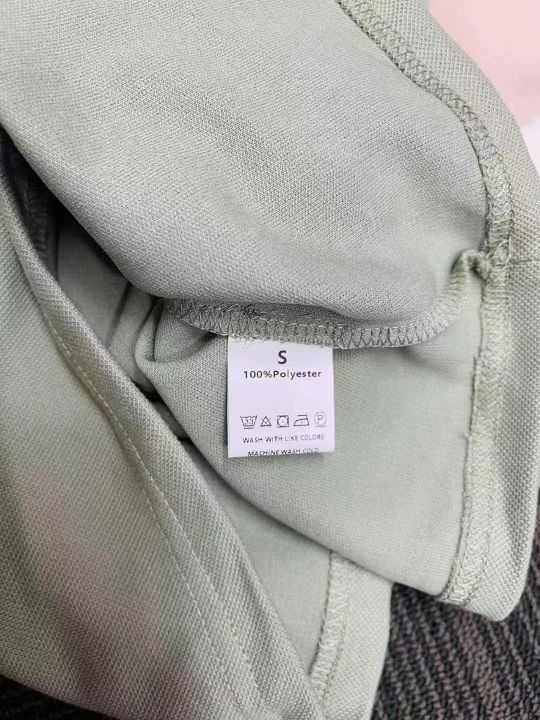 S
100%Polyester
P
WASH WITH LIKE COLORS
MACHINE WASH COLD